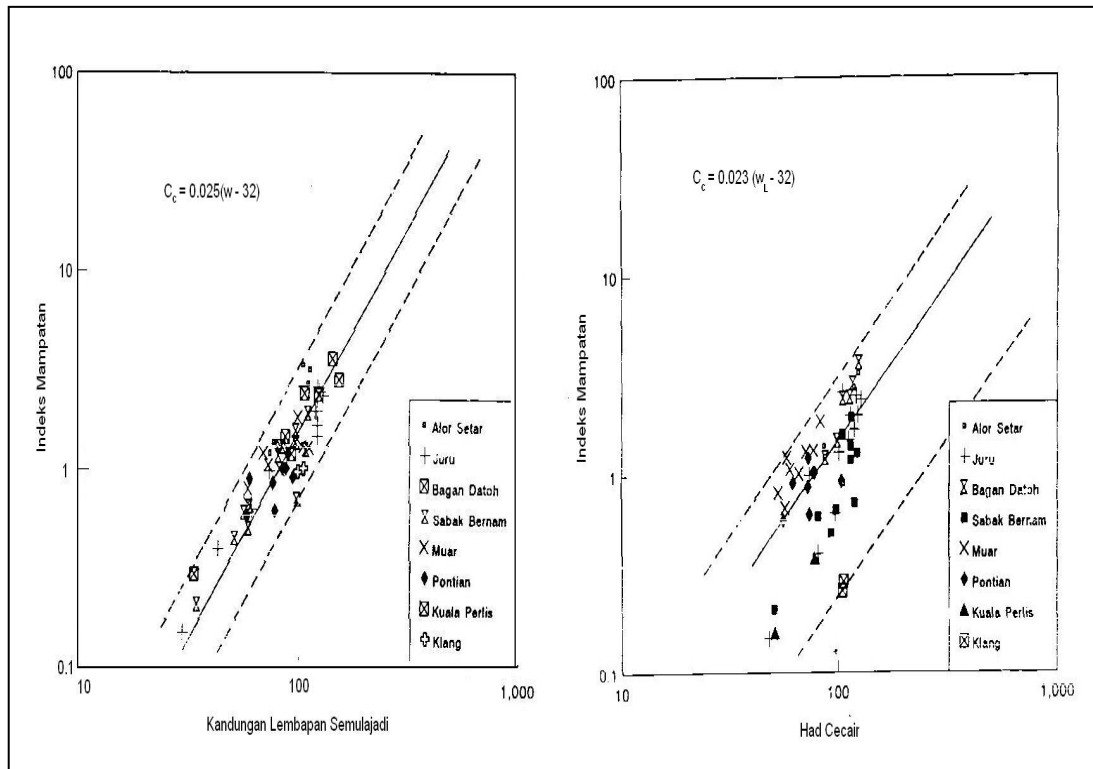 100
10
1
0.1
10
100
1,000
Indeks Mampatan
C_c = 0.025(w - 32)
Alor Setar
Juru
Bagan Datoh
Sabak Bernam
Muar
Pontian
Kuala Perlis
Klang
Kandungan Lembapan Semulajadi
100
10
1
0.1
10
100
1,000
Indeks Mampatan
C_c = 0.023 (w_L - 32)
Alor Setar
Juru
Bagan Datoh
Sabak Bernam
Muar
Pontian
Kuala Perlis
Klang
Had Cecair